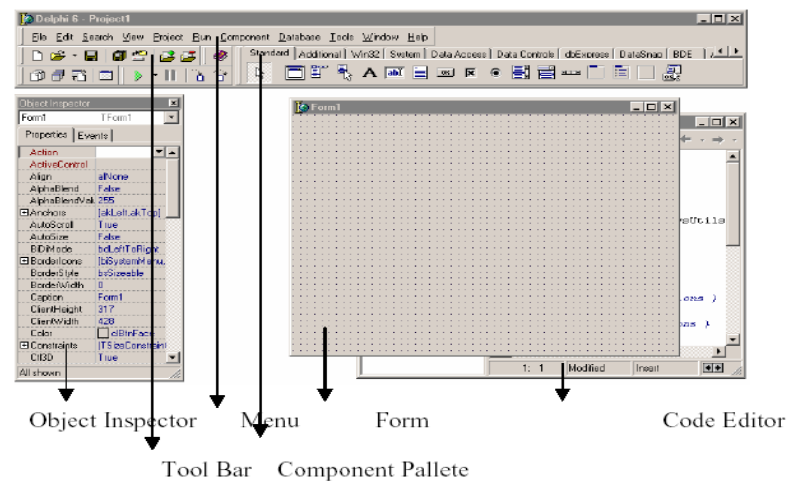 Delphi 6 - Project1
File Edit Search View Project Run Component Database Tools Window Help
Standard Additional Win32 System Data Access Data Controls dbExpress DataSnap BDE
Object Inspector
Form1 TForm1
Properties Events
Action
ActiveControl
Align alNone
AlphaBlend False
AlphaBlendVal 255
Anchors [akLeft,akTop]
AutoScroll True
AutoSize False
BiDiMode bdLeftToRight
BorderIcons [biSystemMenu,
BorderStyle bsSizeable
BorderWidth 0
Caption Form1
ClientHeight 317
ClientWidth 428
Color clBtnFace
Constraints (TSizeConstraint
Ctl3D True
All shown
Form1
ysUtils
ons }
ns }
1: 1 Modified Insert
Object Inspector Menu Form Code Editor
Tool Bar Component Pallete